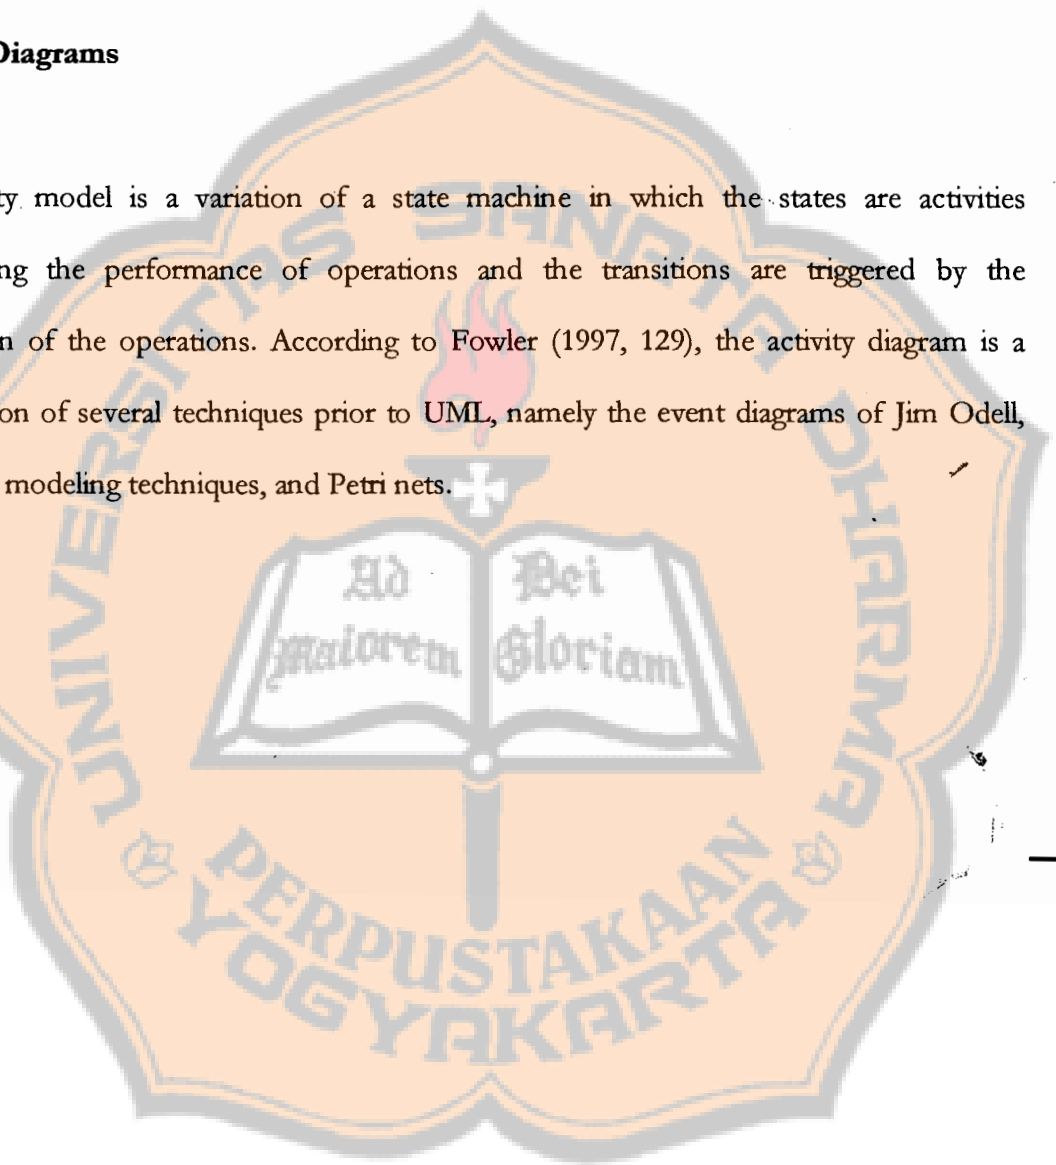 Diagrams
ty model is a variation of a state machine in which the states are activities
ng the performance of operations and the transitions are triggered by the
n of the operations. According to Fowler (1997, 129), the activity diagram is a
on of several techniques prior to UML, namely the event diagrams of Jim Odell,
modeling techniques, and Petri nets.
UNIVERSITAS SANATA DHARMA
Ad Dei
maiorem Gloriam
PERPUSTAKAAN
YOGYAKARTA